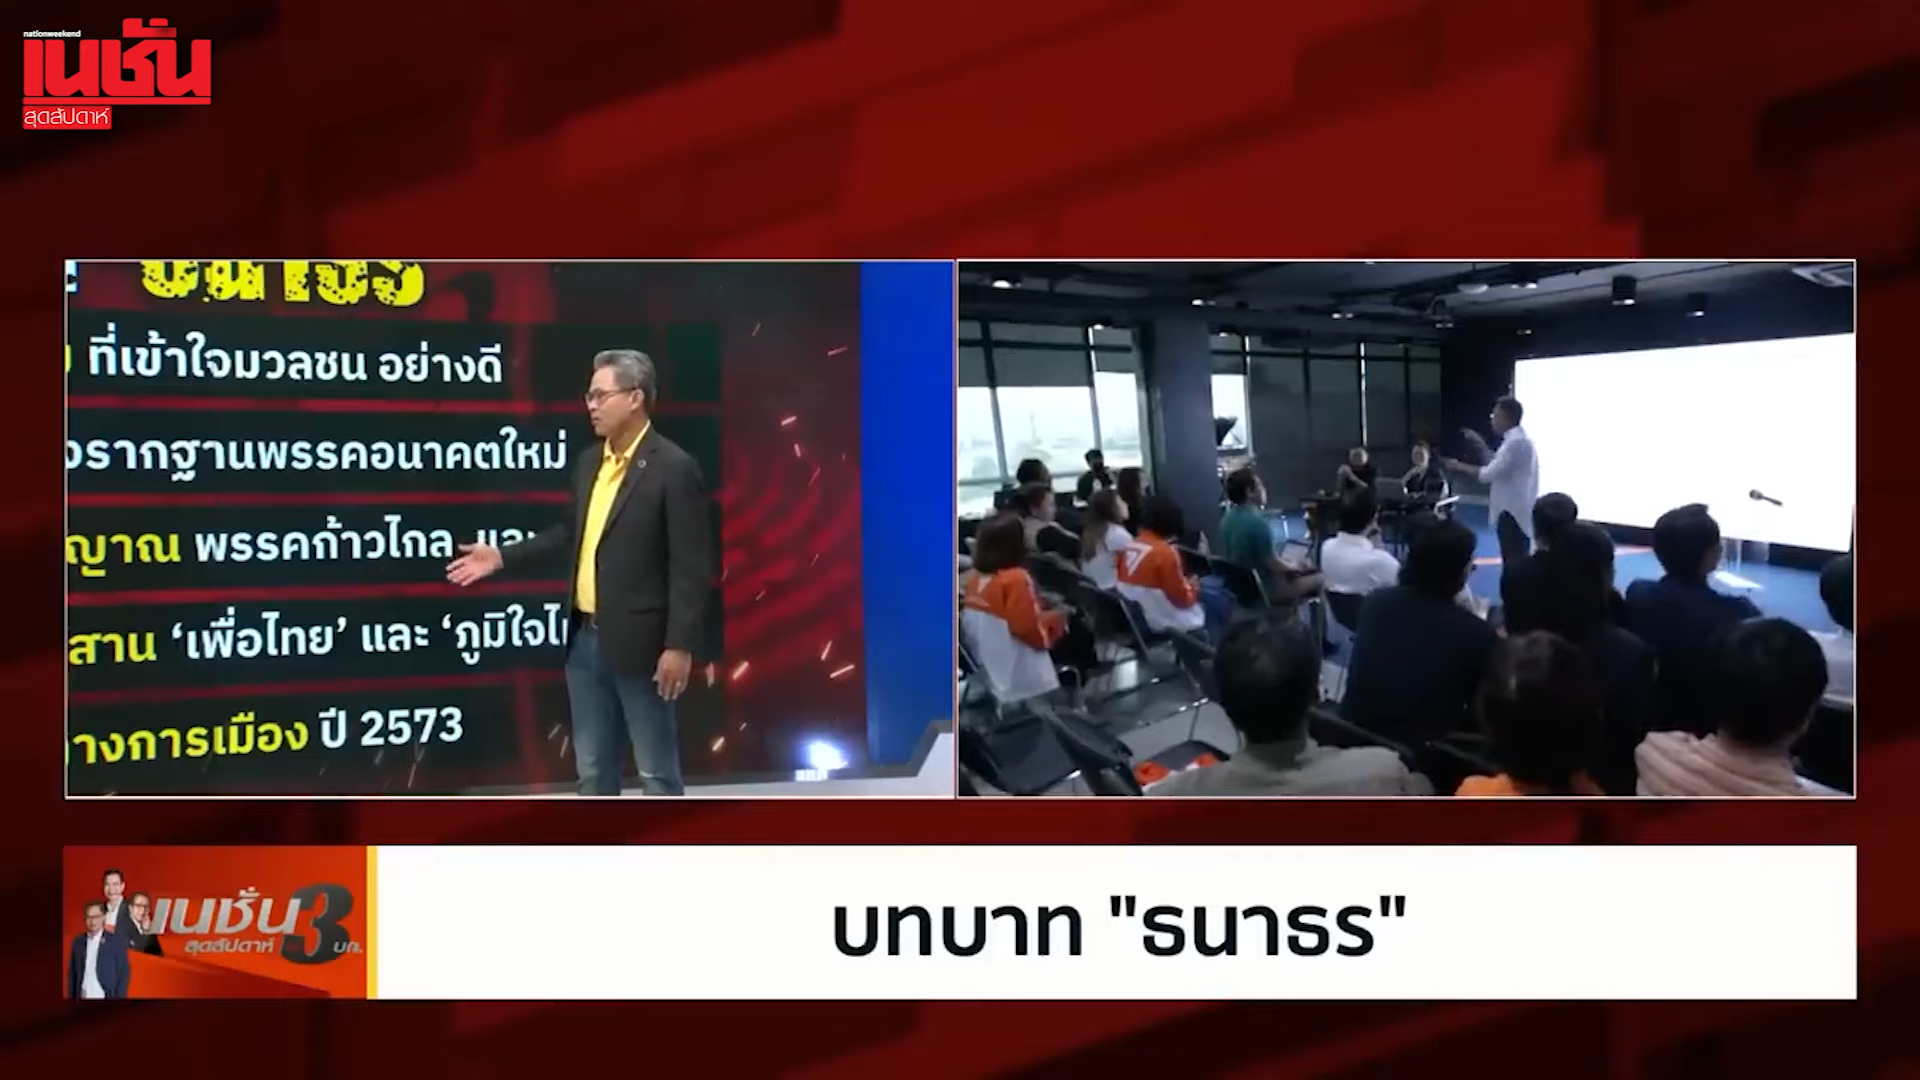 nationweekend
เนชั่น
สุดสัปดาห์
ธนาธร
ที่เข้าใจมวลชน อย่างดี
รากฐานพรรคอนาคตใหม่
ญาณ พรรคก้าวไกล
สาน ‘เพื่อไทย’ และ ‘ภูมิใจไ
างการเมือง ปี 2573
เนชั่น3
สุดสัปดาห์ บก.
บทบาท "ธนาธร"